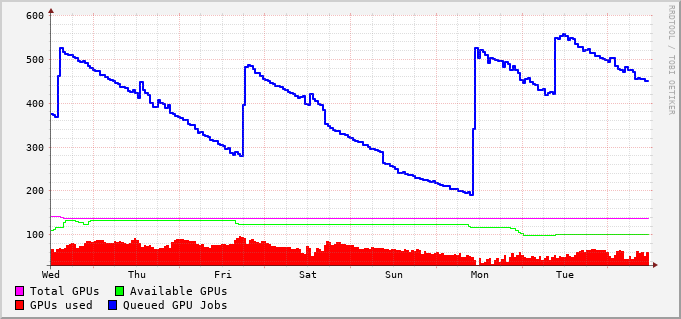 600
500
400
300
200
100
Wed Thu Fri Sat Sun Mon Tue
Total GPUs Available GPUs
GPUs used Queued GPU Jobs
RRDTOOL / TOBI OETIKER